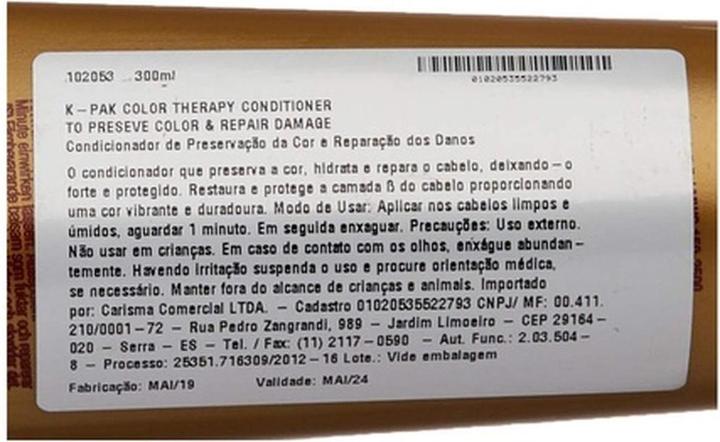 102053 300ml
01020535522793
K-PAK COLOR THERAPY CONDITIONER
TO PRESEVE COLOR & REPAIR DAMAGE
Condicionador de Preservação da Cor e Reparação dos Danos
O condicionador que preserva a cor, hidrata e repara o cabelo, deixando-o
forte e protegido. Restaura e protege a camada ß do cabelo proporcionando
uma cor vibrante e duradoura. Modo de Usar: Aplicar nos cabelos limpos e
úmidos, aguardar 1 minuto. Em seguida enxaguar. Precauções: Uso externo.
Não usar em crianças. Em caso de contato com os olhos, enxágue abundan-
temente. Havendo irritação suspenda o uso e procure orientação médica,
se necessário. Manter fora do alcance de crianças e animais. Importado
por: Carisma Comercial LTDA. - Cadastro 01020535522793 CNPJ/ MF: 00.411.
210/0001-72 - Rua Pedro Zangrandi, 989 - Jardim Limoeiro - CEP 29164-
020 - Serra - ES - Tel. / Fax: (11) 2117-0590 - Aut. Func.: 2.03.504-
8 - Processo: 25351.716309/2012-16 Lote.: Vide embalagem
Fabricação: MAI/19 Validade: MAI/24
Minute einwirken lassen